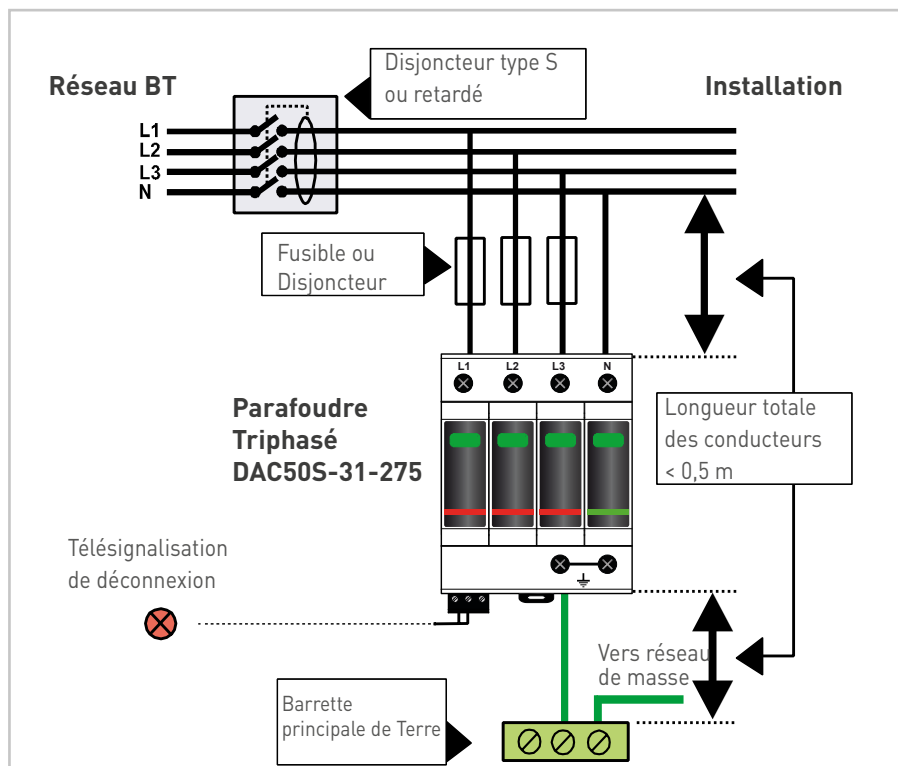 Disjoncteur type S
ou retardé
Réseau BT
Installation
L1
L2
L3
N
Fusible ou
Disjoncteur
L1 L2 L3 N
Parafoudre
Triphasé
DAC50S-31-275
Longueur totale
des conducteurs
< 0,5 m
Télésignalisation
de déconnexion
Vers réseau
de masse
Barrette
principale de Terre